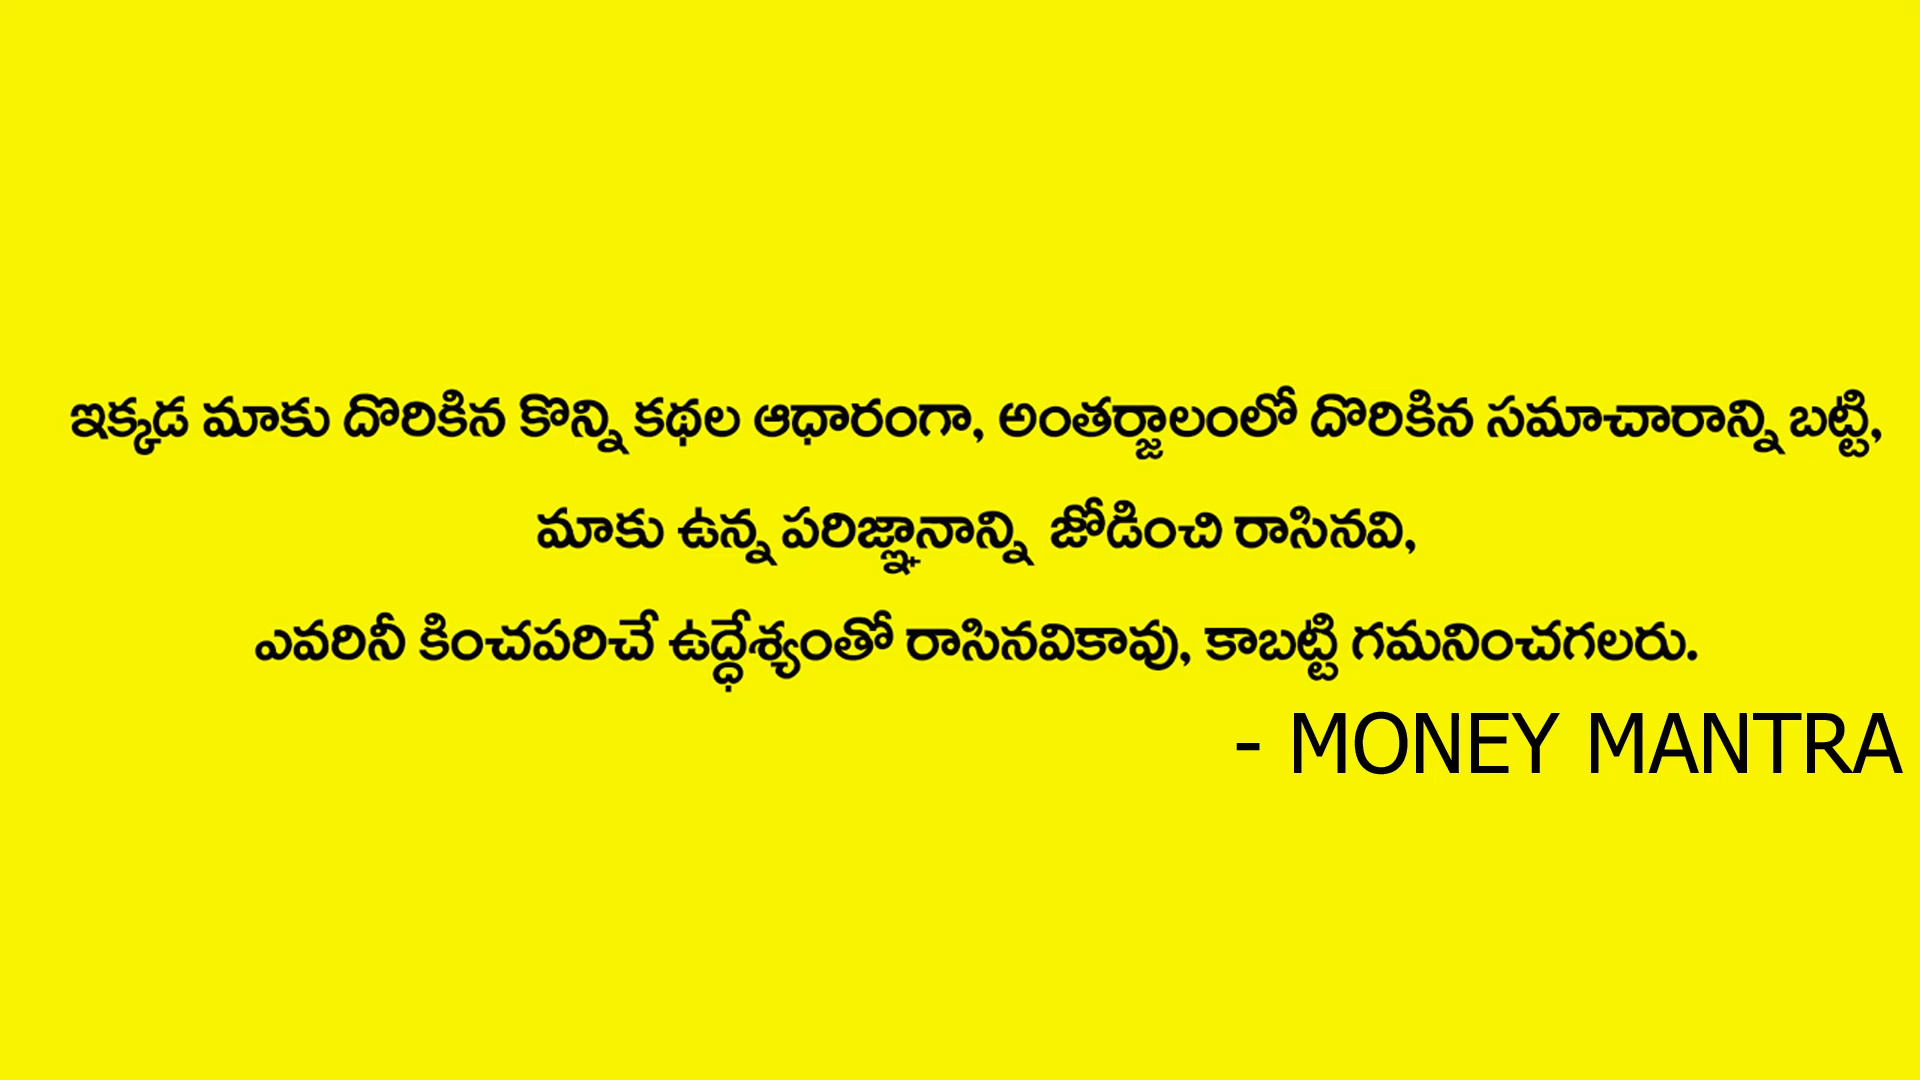 ఇక్కడ మాకు దొరికిన కొన్ని కథల ఆధారంగా, అంతర్జాలంలో దొరికిన సమాచారాన్ని బట్టి,
మాకు ఉన్న పరిజ్ఞానాన్ని జోడించి రాసినవి,
ఎవరినీ కించపరిచే ఉద్ధేశ్యంతో రాసినవికావు, కాబట్టి గమనించగలరు.
- MONEY MANTRA